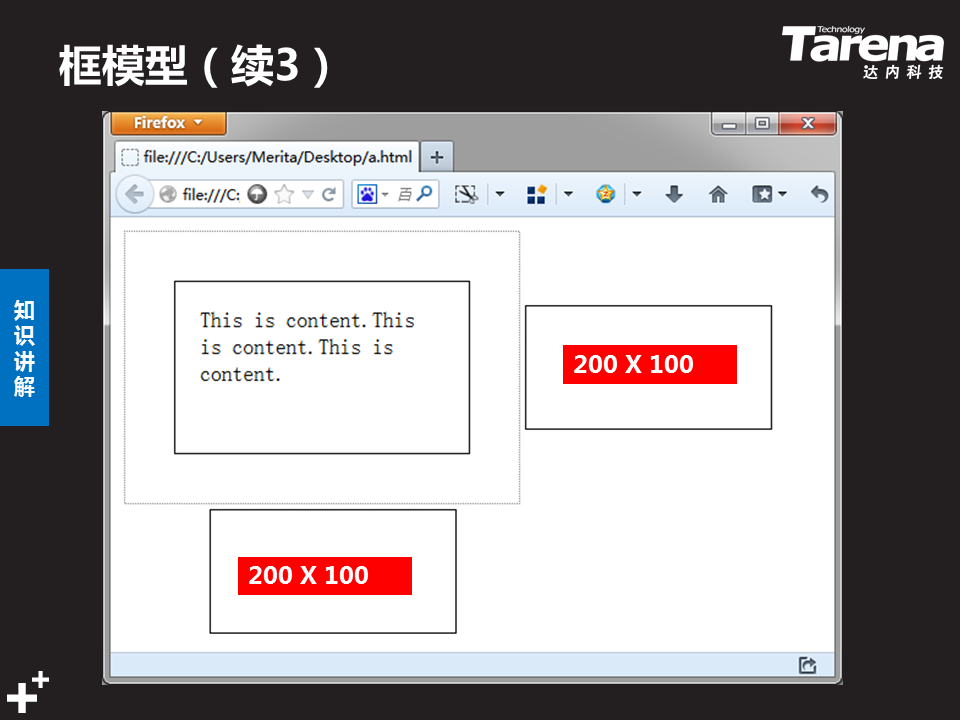 框模型（续3）
Technology
Tarena
达内科技
Firefox
file:///C:/Users/Merita/Desktop/a.html
file:///C:
百
知识讲解
This is content.This
is content.This is
content.
200 X 100
200 X 100